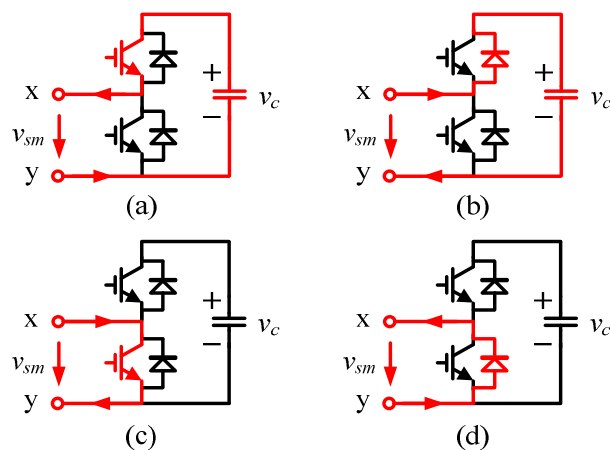 x + v_c x + v_c
v_sm − v_sm −
y y
(a) (b)
x + v_c x + v_c
v_sm − v_sm −
y y
(c) (d)